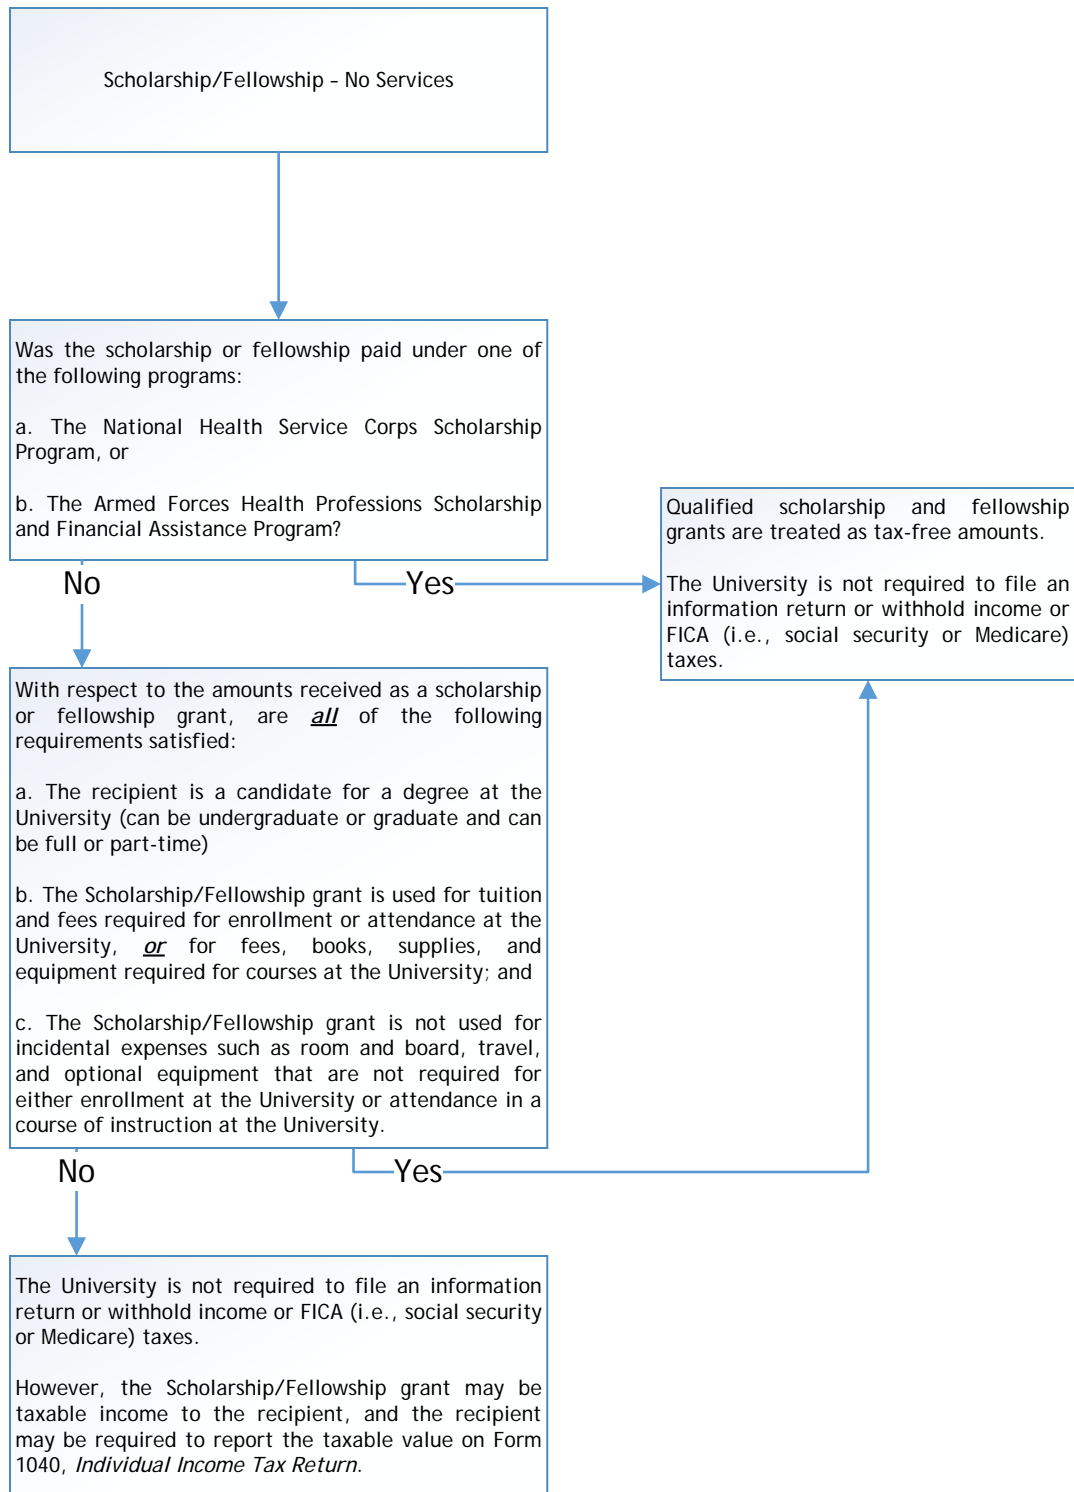 Scholarship/Fellowship – No Services
Was the scholarship or fellowship paid under one of
the following programs:
a. The National Health Service Corps Scholarship
Program, or
b. The Armed Forces Health Professions Scholarship
and Financial Assistance Program?
No
Yes
Qualified scholarship and fellowship
grants are treated as tax-free amounts.
The University is not required to file an
information return or withhold income or
FICA (i.e., social security or Medicare)
taxes.
With respect to the amounts received as a scholarship
or fellowship grant, are all of the following
requirements satisfied:
a. The recipient is a candidate for a degree at the
University (can be undergraduate or graduate and can
be full or part-time)
b. The Scholarship/Fellowship grant is used for tuition
and fees required for enrollment or attendance at the
University, or for fees, books, supplies, and
equipment required for courses at the University; and
c. The Scholarship/Fellowship grant is not used for
incidental expenses such as room and board, travel,
and optional equipment that are not required for
either enrollment at the University or attendance in a
course of instruction at the University.
No
Yes
The University is not required to file an information
return or withhold income or FICA (i.e., social security
or Medicare) taxes.
However, the Scholarship/Fellowship grant may be
taxable income to the recipient, and the recipient
may be required to report the taxable value on Form
1040, Individual Income Tax Return.